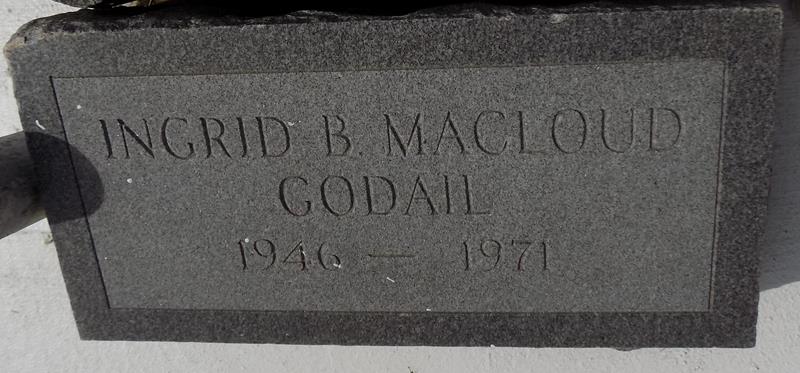 INGRID B. MACLOUD
GODAIL
1946 — 1971